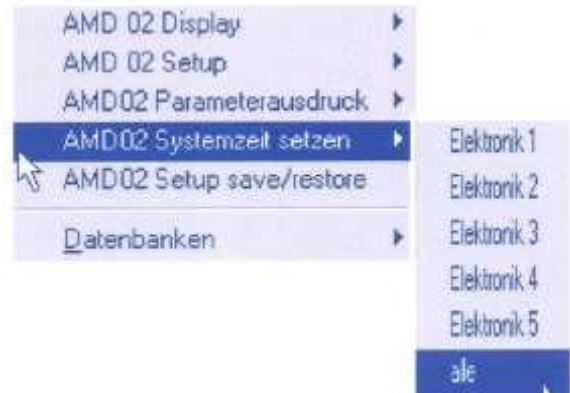 AMD 02 Display
AMD 02 Setup
AMD02 Parameterausdruck
AMD02 Systemzeit setzen
AMD02 Setup save/restore
Datenbanken
Elektronik 1
Elektronik 2
Elektronik 3
Elektronik 4
Elektronik 5
alle